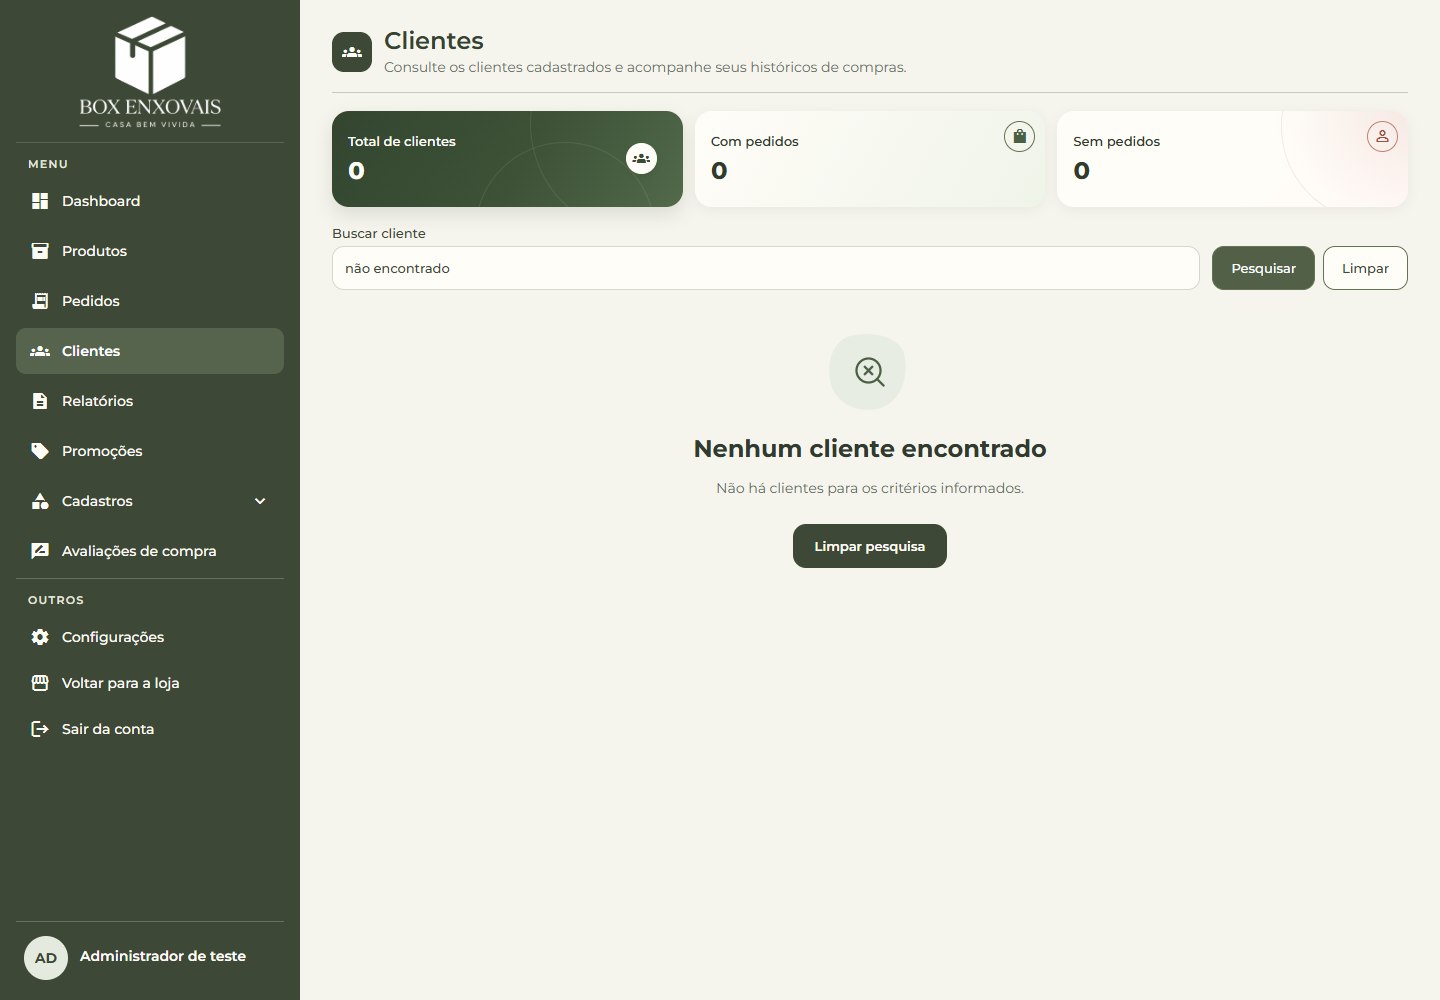 BOX ENXOVAIS
CASA BEM VIVIDA
MENU
Dashboard
Produtos
Pedidos
Clientes
Relatórios
Promoções
Cadastros
Avaliações de compra
OUTROS
Configurações
Voltar para a loja
Sair da conta
AD
Administrador de teste
Clientes
Consulte os clientes cadastrados e acompanhe seus históricos de compras.
Total de clientes
0
Com pedidos
0
Sem pedidos
0
Buscar cliente
não encontrado
Pesquisar
Limpar
Nenhum cliente encontrado
Não há clientes para os critérios informados.
Limpar pesquisa